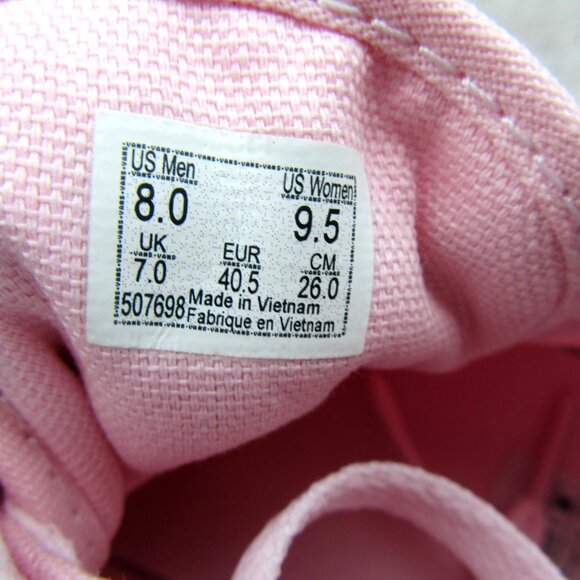 US Men US Women
8.0 9.5
UK EUR CM
7.0 40.5 26.0
507698 Made in Vietnam
Fabrique en Vietnam